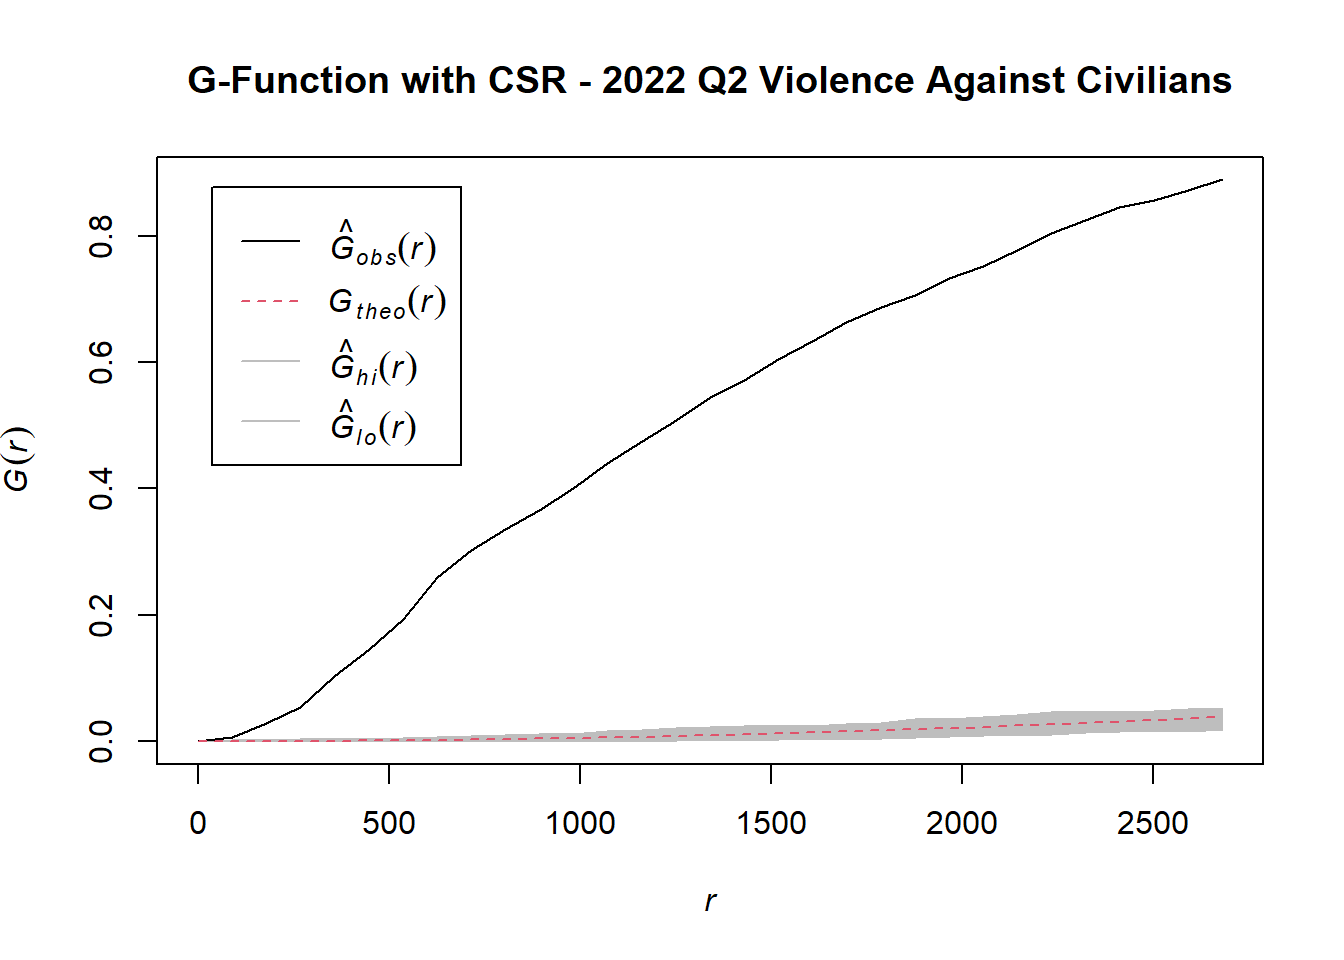 G-Function with CSR - 2022 Q2 Violence Against Civilians
Ĝobs(r)
Gtheo(r)
Ĝhi(r)
Ĝlo(r)
G(r)
0.8
0.6
0.4
0.2
0.0
0 500 1000 1500 2000 2500
r